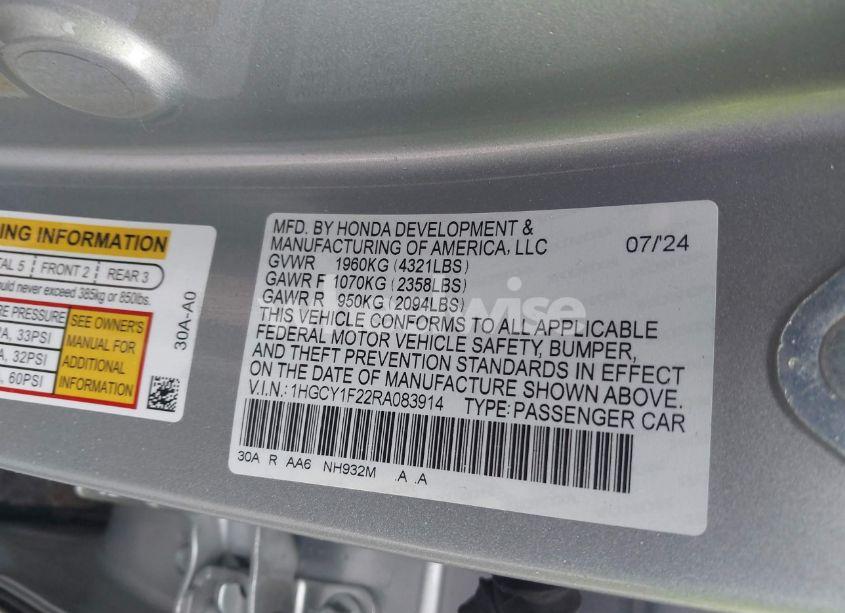 NG INFORMATION
TAL 5 FRONT 2 REAR 3
should never exceed 385kg or 850lbs.
PRESSURE
33PSI
32PSI
60PSI
SEE OWNER'S
MANUAL FOR
ADDITIONAL
INFORMATION
30A-A0
MFD. BY HONDA DEVELOPMENT &
MANUFACTURING OF AMERICA, LLC 07/'24
GVWR 1960KG (4321LBS)
GAWR F 1070KG (2358LBS)
GAWR R 950KG (2094LBS)
THIS VEHICLE CONFORMS TO ALL APPLICABLE
FEDERAL MOTOR VEHICLE SAFETY, BUMPER,
AND THEFT PREVENTION STANDARDS IN EFFECT
ON THE DATE OF MANUFACTURE SHOWN ABOVE.
V.I.N.: 1HGCY1F22RA083914 TYPE: PASSENGER CAR
30A R AA6 NH932M .A .A
wise